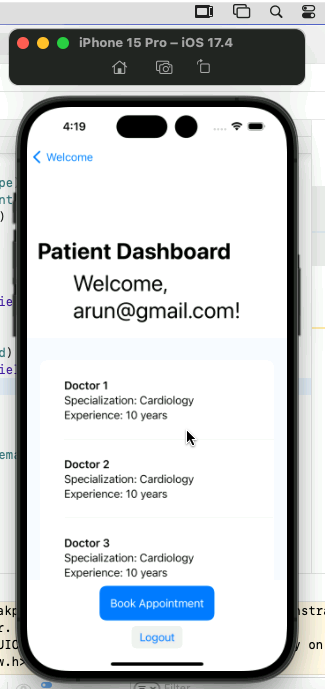 iPhone 15 Pro – iOS 17.4
4:19
Welcome
Patient Dashboard
Welcome,
arun@gmail.com!
Doctor 1
Specialization: Cardiology
Experience: 10 years
Doctor 2
Specialization: Cardiology
Experience: 10 years
Doctor 3
Specialization: Cardiology
Experience: 10 years
Book Appointment
Logout
Filter